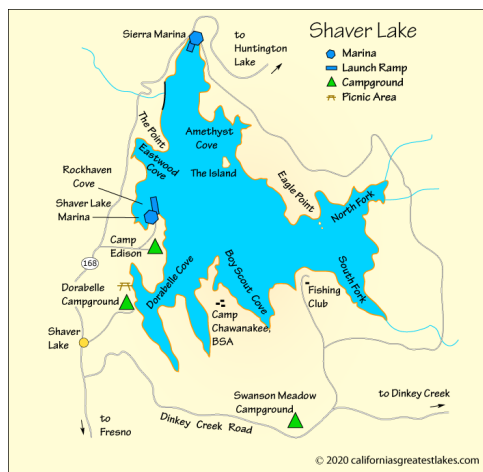 Shaver Lake
Marina
Launch Ramp
Campground
Picnic Area
Sierra Marina
to
Huntington
Lake
The Point
Amethyst
Cove
Eastwood
Cove
The Island
Rockhaven
Cove
Eagle Point
Shaver Lake
Marina
North Fork
Camp
Edison
168
Dorabelle Cove
Boy Scout Cove
South Fork
Dorabelle
Campground
Fishing
Club
Camp
Chawanakee,
BSA
Shaver
Lake
Swanson Meadow
Campground
to Dinkey Creek
to
Fresno
Dinkey Creek Road
© 2020 californiasgreatestlakes.com